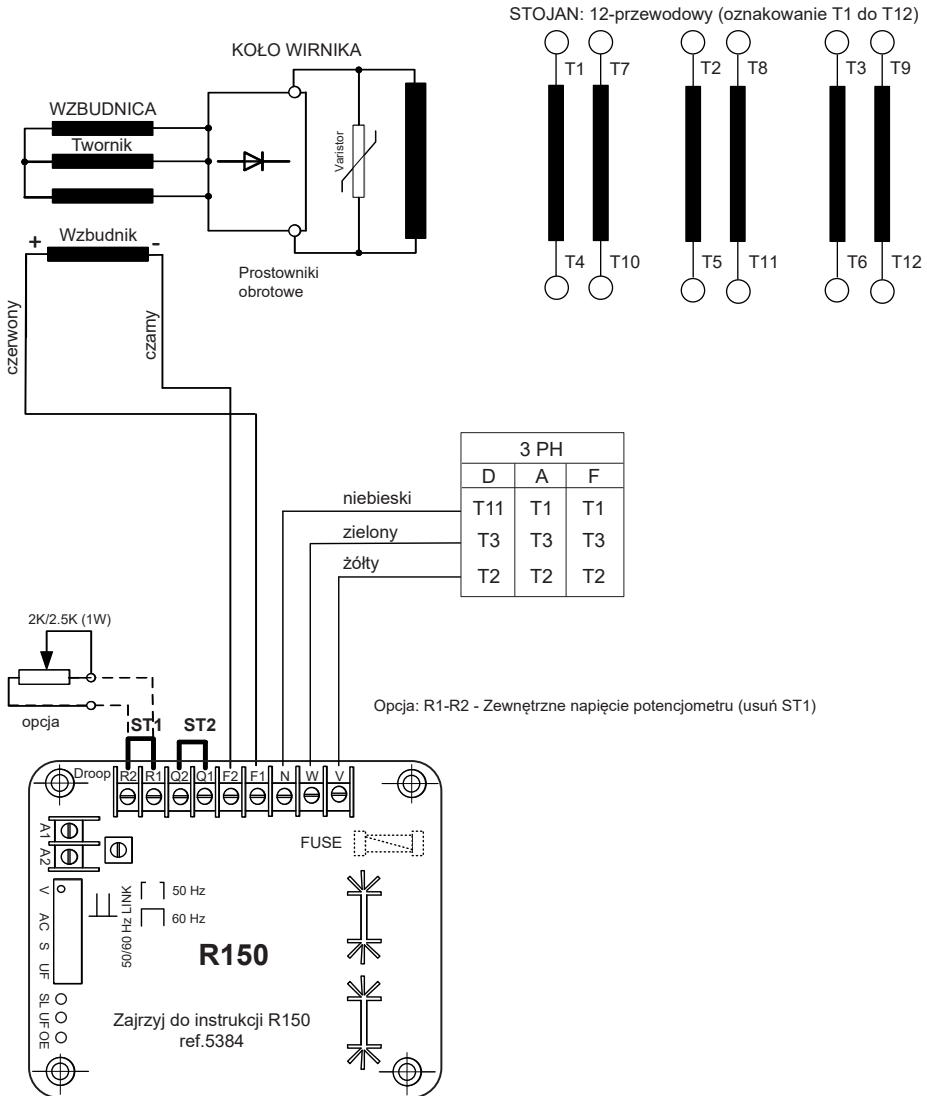 STOJAN: 12-przewodowy (oznakowanie T1 do T12)
KOŁO WIRNIKA
T1 T7 T2 T8 T3 T9
WZBUDNICA
Twornik
Varistor
Wzbudnik
+ -
T4 T10 T5 T11 T6 T12
Prostowniki
obrotowe
czerwony
czarny
3 PH
D A F
niebieski T11 T1 T1
zielony T3 T3 T3
żółty T2 T2 T2
2K/2.5K (1W)
opcja
Opcja: R1-R2 - Zewnętrzne napięcie potencjometru (usuń ST1)
ST1 ST2
Droop R2 R1 Q2 Q1 F2 F1 N W V
A1
A2
FUSE
V AC S UF
50/60 Hz LINK
50 Hz
60 Hz
R150
SL UF OE
Zajrzyj do instrukcji R150
ref.5384